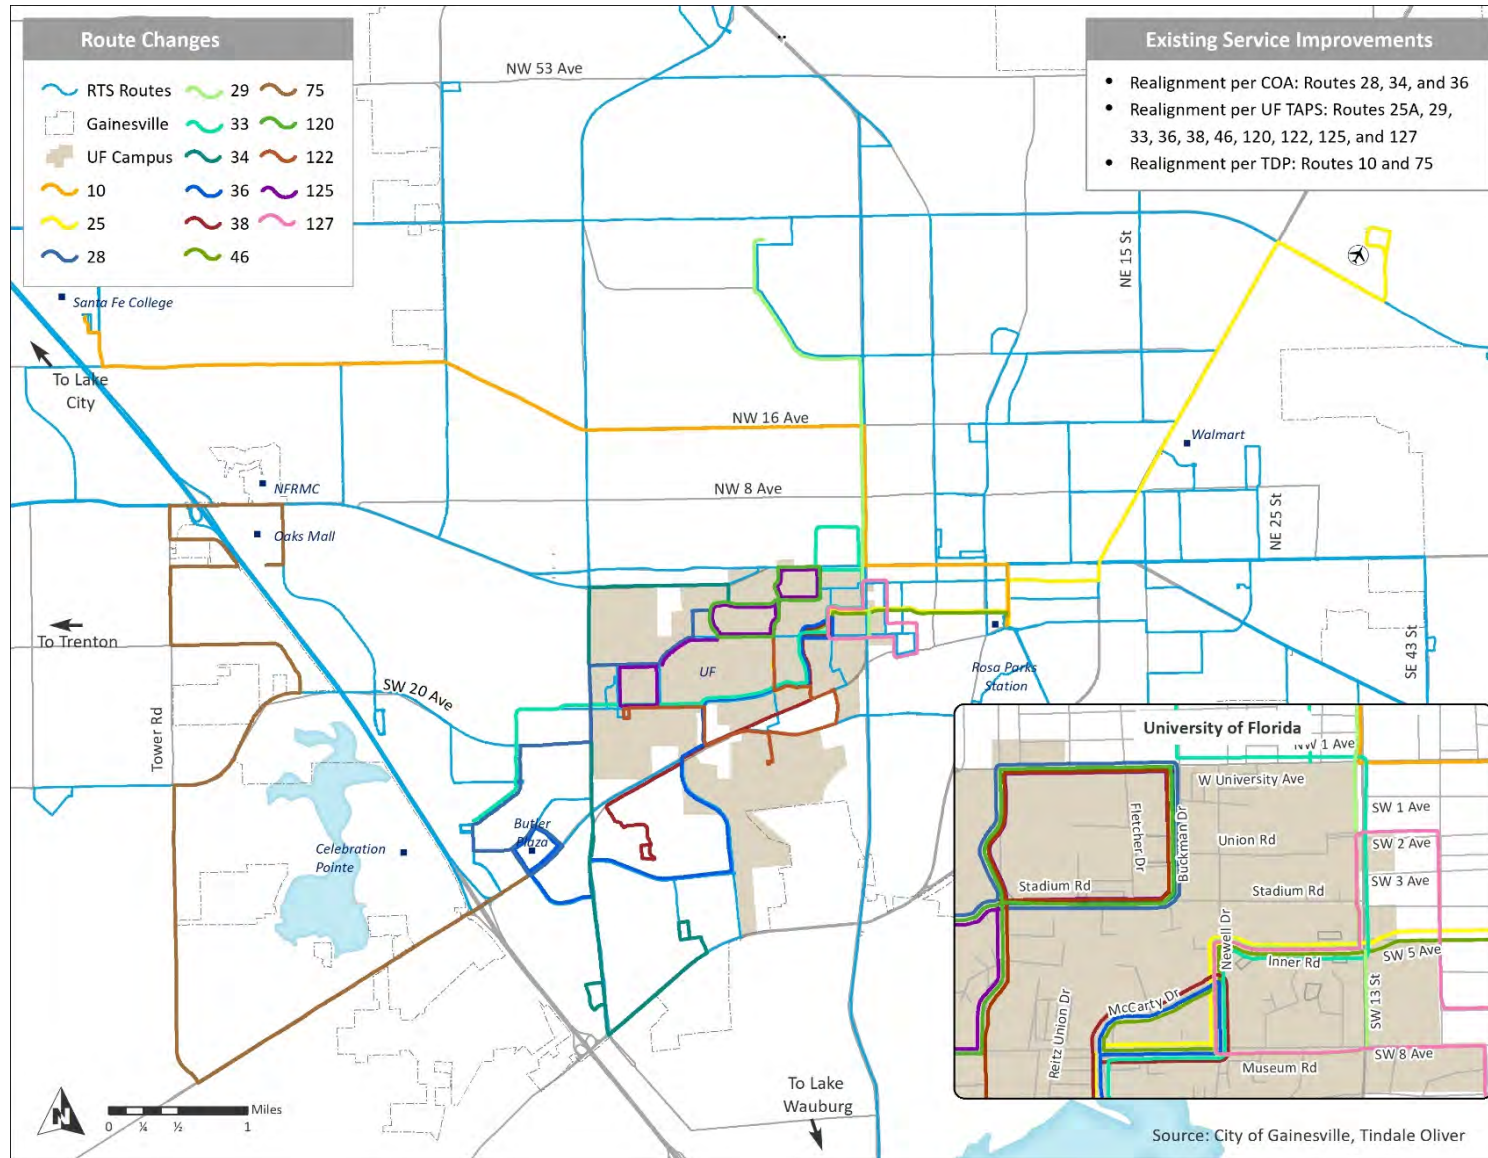 Route Changes
RTS Routes
Gainesville
UF Campus
10
25
28
29
33
34
36
38
46
75
120
122
125
127
Existing Service Improvements
• Realignment per COA: Routes 28, 34, and 36
• Realignment per UF TAPS: Routes 25A, 29,
33, 36, 38, 46, 120, 122, 125, and 127
• Realignment per TDP: Routes 10 and 75
NW 53 Ave
NE 15 St
Santa Fe College
To Lake
City
NW 16 Ave
Walmart
NFRMC
NW 8 Ave
NE 25 St
Oaks Mall
To Trenton
UF
Rosa Parks
Station
SE 43 St
SW 20 Ave
Tower Rd
Butler
Plaza
Celebration
Pointe
University of Florida
NW 1 Ave
W University Ave
SW 1 Ave
Fletcher Dr
Buckman Dr
Union Rd
SW 2 Ave
Stadium Rd
Stadium Rd
SW 3 Ave
Newell Dr
Inner Rd
SW 5 Ave
McCarty Dr
Reitz Union Dr
SW 13 St
Museum Rd
SW 8 Ave
To Lake
Wauburg
N
Miles
0 ¼ ½ 1
Source: City of Gainesville, Tindale Oliver